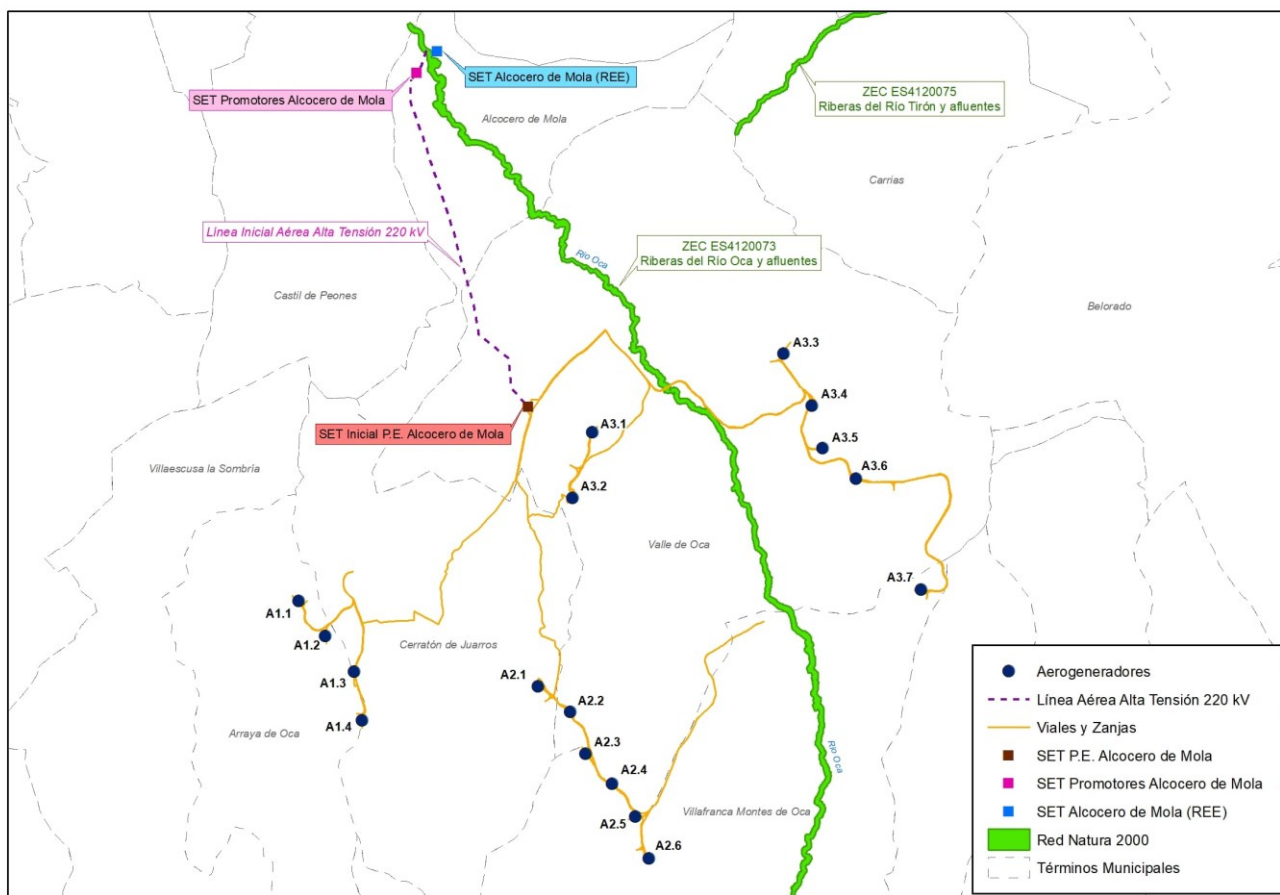 SET Alcocero de Mola (REE)
SET Promotores Alcocero de Mola
Alcocero de Mola
ZEC ES4120075
Riberas del Río Tirón y afluentes
Carrias
Línea Inicial Aérea Alta Tensión 220 kV
Río Oca
ZEC ES4120073
Riberas del Río Oca y afluentes
Castil de Peones
Belorado
A3.3
A3.4
SET Inicial P.E. Alcocero de Mola
A3.1
A3.5
A3.6
Villaescusa la Sombría
A3.2
Valle de Oca
A3.7
A1.1
A1.2
Cerratón de Juarros
A1.3
A2.1
A2.2
A1.4
Arraya de Oca
A2.3
A2.4
Río Oca
A2.5
Villafranca Montes de Oca
A2.6
Aerogeneradores
Línea Aérea Alta Tensión 220 kV
Viales y Zanjas
SET P.E. Alcocero de Mola
SET Promotores Alcocero de Mola
SET Alcocero de Mola (REE)
Red Natura 2000
Términos Municipales